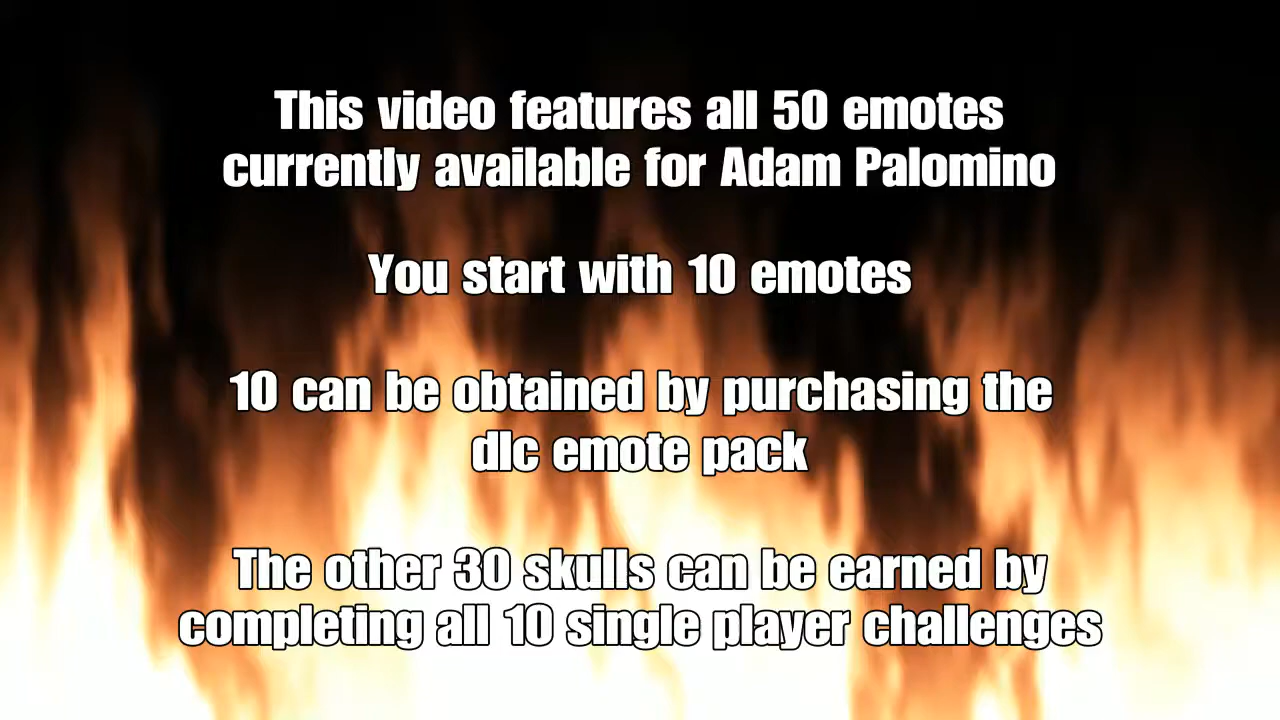 This video features all 50 emotes
currently available for Adam Palomino
You start with 10 emotes
10 can be obtained by purchasing the
dlc emote pack
The other 30 skulls can be earned by
completing all 10 single player challenges